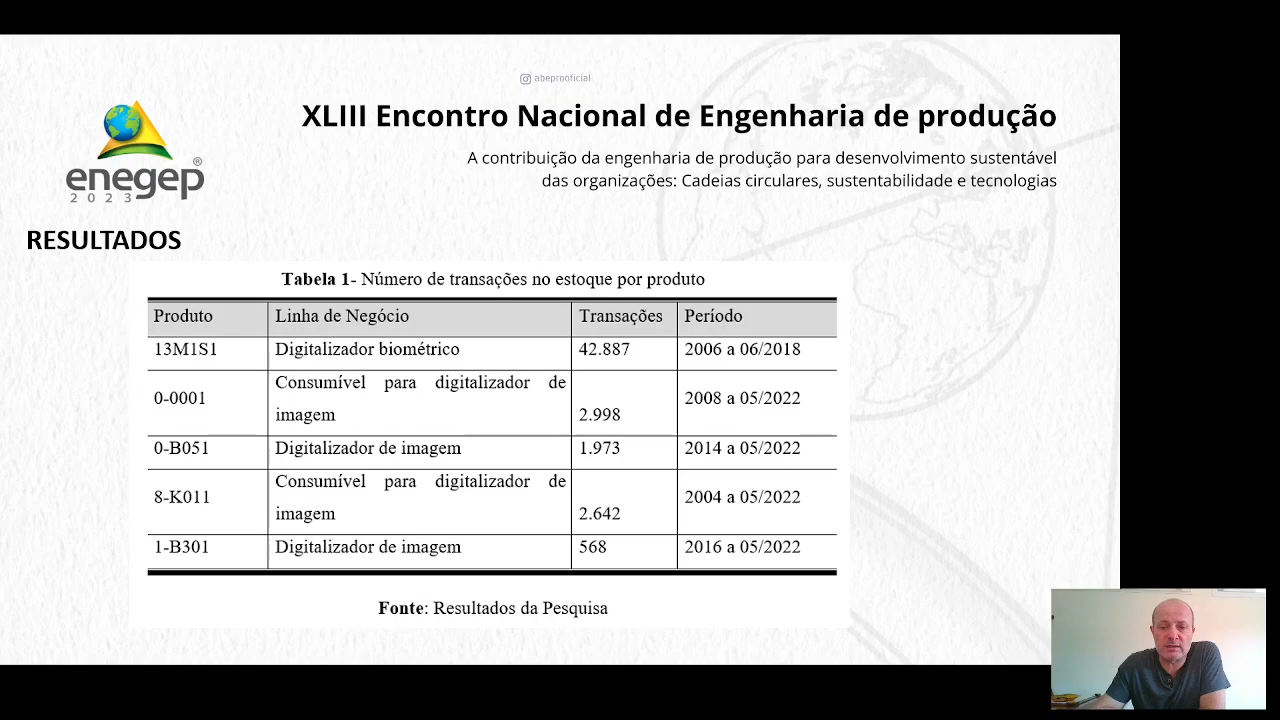 abeprooficial
XLIII Encontro Nacional de Engenharia de produção
A contribuição da engenharia de produção para desenvolvimento sustentável
das organizações: Cadeias circulares, sustentabilidade e tecnologias
enegep®
2023
RESULTADOS
Tabela 1- Número de transações no estoque por produto
Produto Linha de Negócio Transações Período
13M1S1 Digitalizador biométrico 42.887 2006 a 06/2018
0-0001 Consumível para digitalizador de imagem 2.998 2008 a 05/2022
0-B051 Digitalizador de imagem 1.973 2014 a 05/2022
8-K011 Consumível para digitalizador de imagem 2.642 2004 a 05/2022
1-B301 Digitalizador de imagem 568 2016 a 05/2022
Fonte: Resultados da Pesquisa